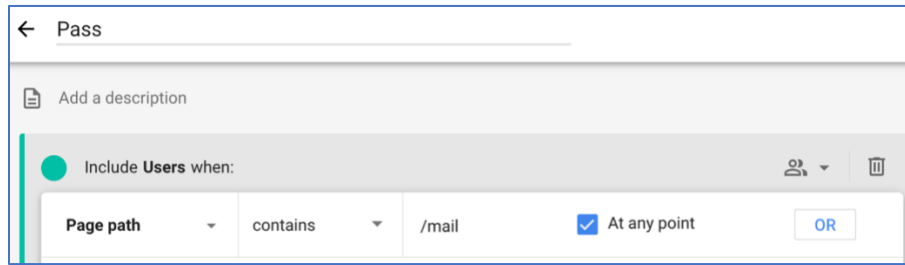 Pass
Add a description
Include Users when:
Page path contains /mail At any point OR